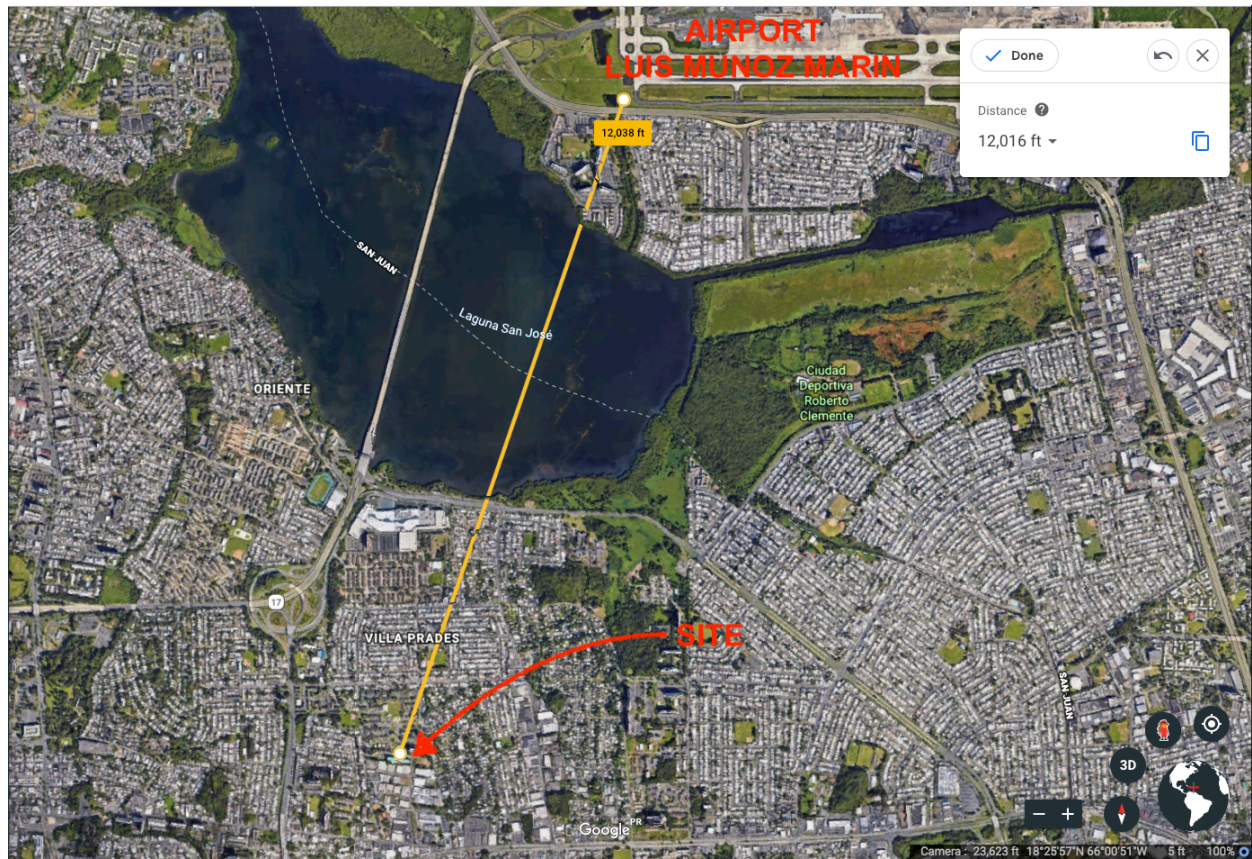 AIRPORT
LUIS MUÑOZ MARIN
Done
Distance ?
12,016 ft
12,038 ft
SAN JUAN
Laguna San José
ORIENTE
Ciudad
Deportiva
Roberto
Clemente
17
VILLA PRADES
SITE
SAN JUAN
3D
Google
PR
Camera : 23,623 ft 18°25'57"N 66°00'51"W 5 ft 100%